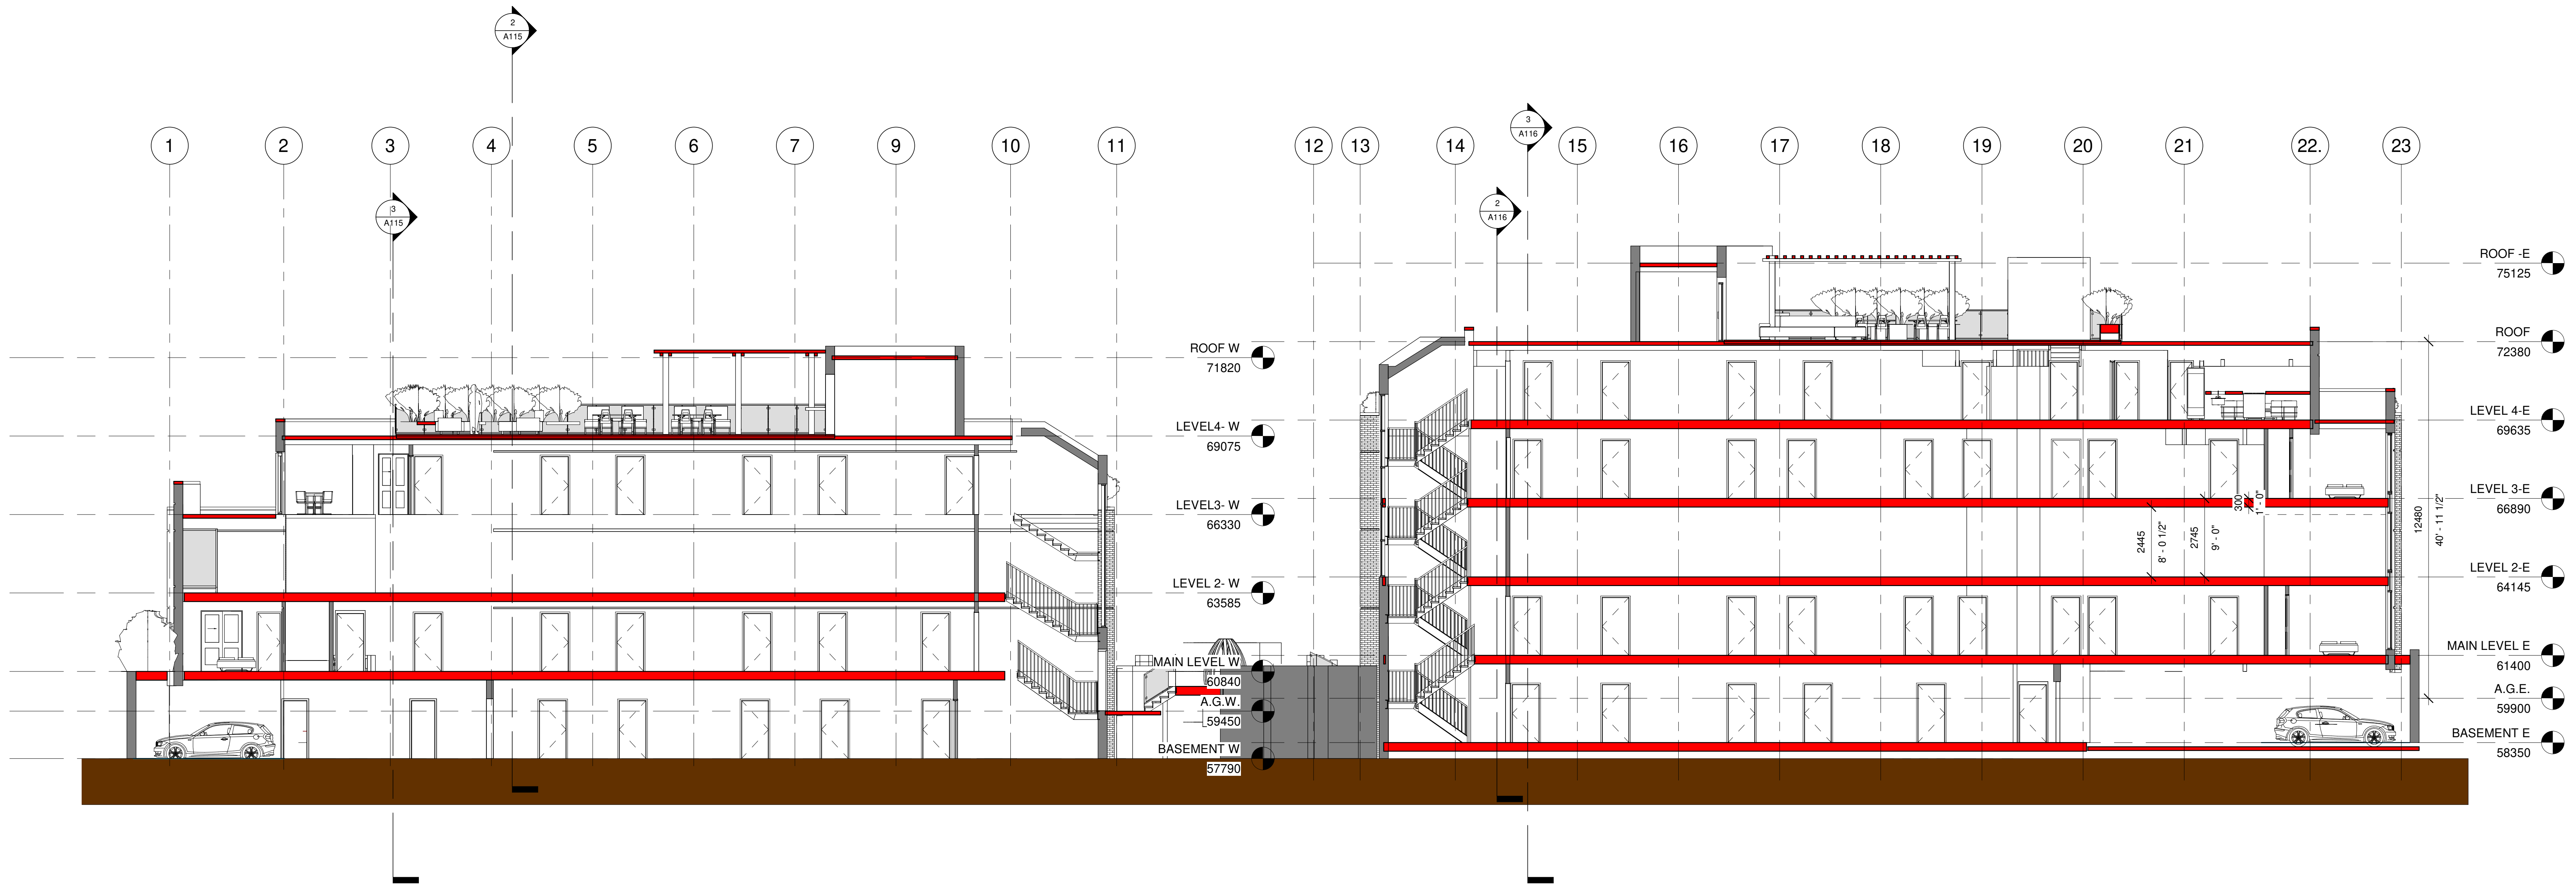 2
A115
3
A116
1
2
3
4
5
6
7
9
10
11
12
13
14
15
16
17
18
19
20
21
22.
23
3
A115
2
A116
ROOF -E
75125
ROOF W
71820
ROOF
72380
LEVEL4- W
69075
LEVEL 4-E
69635
LEVEL3- W
66330
LEVEL 3-E
66890
300
1' - 0"
12480
40' - 11 1/2"
2445
8' - 0 1/2"
2745
9' - 0"
LEVEL 2- W
63585
LEVEL 2-E
64145
MAIN LEVEL W
60840
MAIN LEVEL E
61400
A.G.W.
59450
A.G.E.
59900
BASEMENT W
57790
BASEMENT E
58350